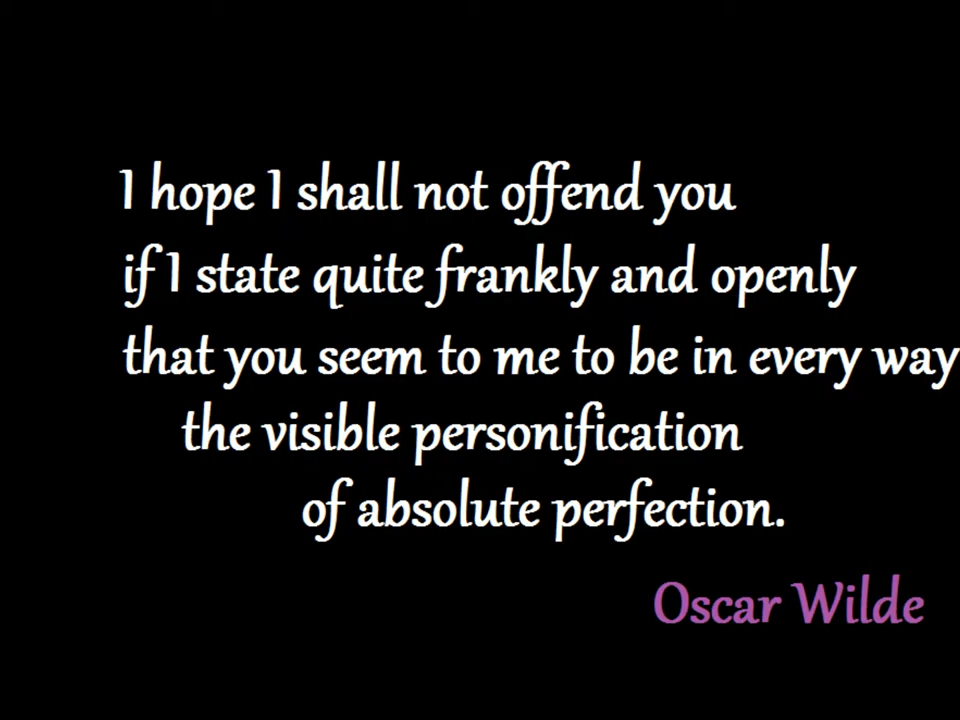 I hope I shall not offend you
if I state quite frankly and openly
that you seem to me to be in every way
the visible personification
of absolute perfection.
Oscar Wilde